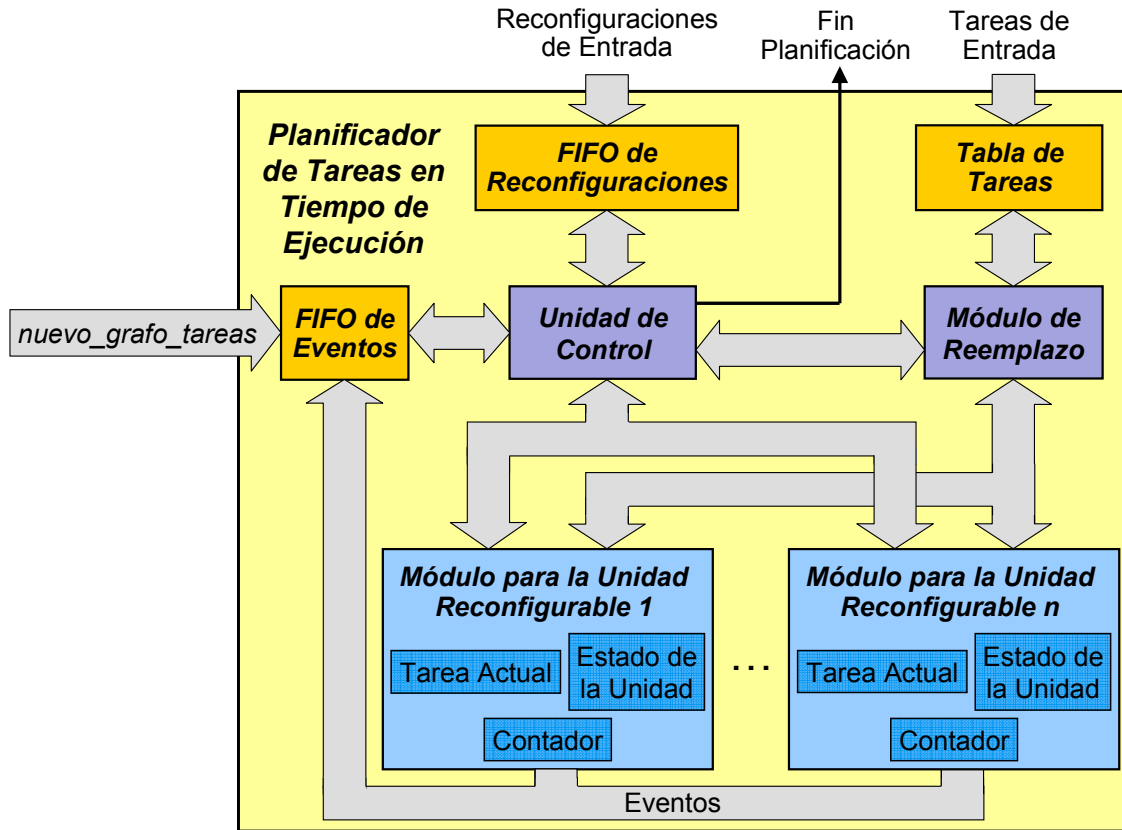 Reconfiguraciones
de Entrada
Fin
Planificación
Tareas de
Entrada
Planificador
de Tareas en
Tiempo de
Ejecución
FIFO de
Reconfiguraciones
Tabla de
Tareas
nuevo_grafo_tareas
FIFO de
Eventos
Unidad de
Control
Módulo de
Reemplazo
Módulo para la Unidad
Reconfigurable 1
Tarea Actual
Estado de
la Unidad
Contador
...
Módulo para la Unidad
Reconfigurable n
Tarea Actual
Estado de
la Unidad
Contador
Eventos